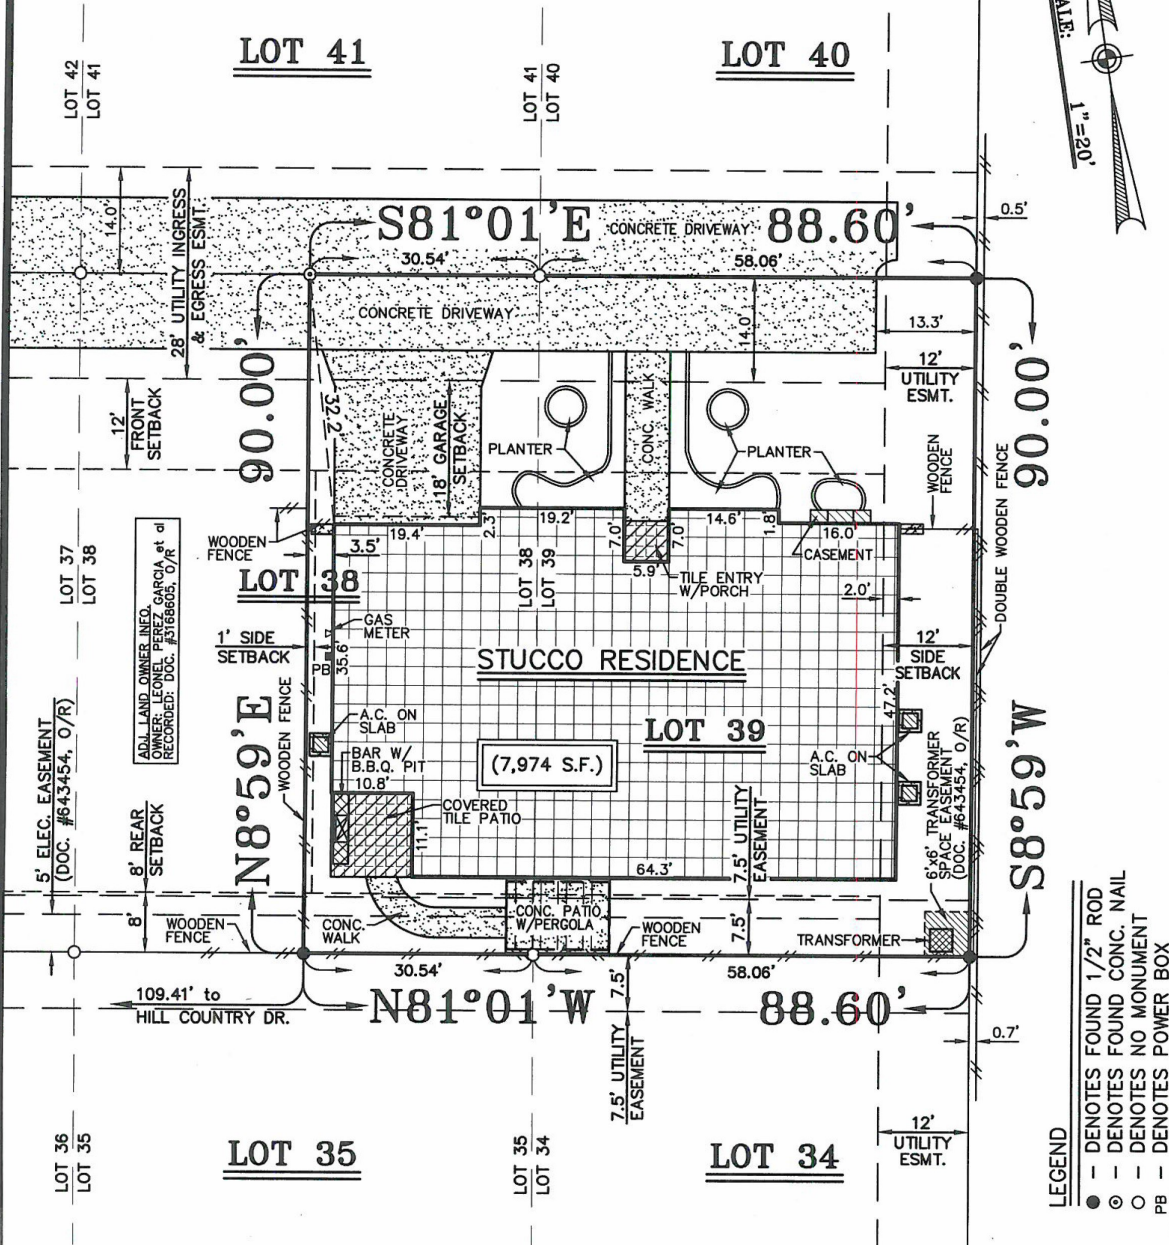 LOT 41
LOT 40
LOT 42
LOT 41
LOT 41
LOT 40
ALE:
1"=20'
14.0'
28' UTILITY INGRESS
& EGRESS ESMT.
S81°01'E
CONCRETE DRIVEWAY
88.60'
0.5'
30.54'
58.06'
CONCRETE DRIVEWAY
14.0'
13.3'
12'
UTILITY
ESMT.
90.00'
90.00'
12'
FRONT
SETBACK
32.2
CONCRETE
DRIVEWAY
18' GARAGE
SETBACK
CONC. WALK
PLANTER
PLANTER
WOODEN
FENCE
DOUBLE WOODEN FENCE
WOODEN
FENCE
19.4'
2.3'
19.2'
7.0'
7.0'
14.6'
1.8'
16.0'
CASEMENT
3.5'
5.9'
TILE ENTRY
W/PORCH
2.0'
LOT 37
LOT 38
ADJ. LAND OWNER INFO.
OWNER: LEONEL PEREZ GARCIA, et al
RECORDED: DOC. #3168605, O/R
LOT 38
LOT 38
LOT 39
GAS
METER
1' SIDE
SETBACK
PB
35.6'
STUCCO RESIDENCE
12'
SIDE
SETBACK
47.2'
LOT 39
N8°59'E
WOODEN FENCE
A.C. ON
SLAB
BAR W/
B.B.Q. PIT
10.8'
(7,974 S.F.)
A.C. ON
SLAB
S8°59'W
5' ELEC. EASEMENT
(DOC. #643454, O/R)
8' REAR
SETBACK
8'
COVERED
TILE PATIO
11.1'
64.3'
7.5' UTILITY
EASEMENT
7.5'
6'x6' TRANSFORMER
SPACE EASEMENT
(DOC. #643454, O/R)
WOODEN
FENCE
CONC.
WALK
CONC. PATIO
W/PERGOLA
WOODEN
FENCE
TRANSFORMER
30.54'
58.06'
109.41' to
HILL COUNTRY DR.
N81°01'W
7.5'
88.60'
0.7'
7.5' UTILITY
EASEMENT
LOT 36
LOT 35
LOT 35
LOT 35
LOT 34
LOT 34
12'
UTILITY
ESMT.
LEGEND
- DENOTES FOUND 1/2" ROD
- DENOTES FOUND CONC. NAIL
- DENOTES NO MONUMENT
PB - DENOTES POWER BOX